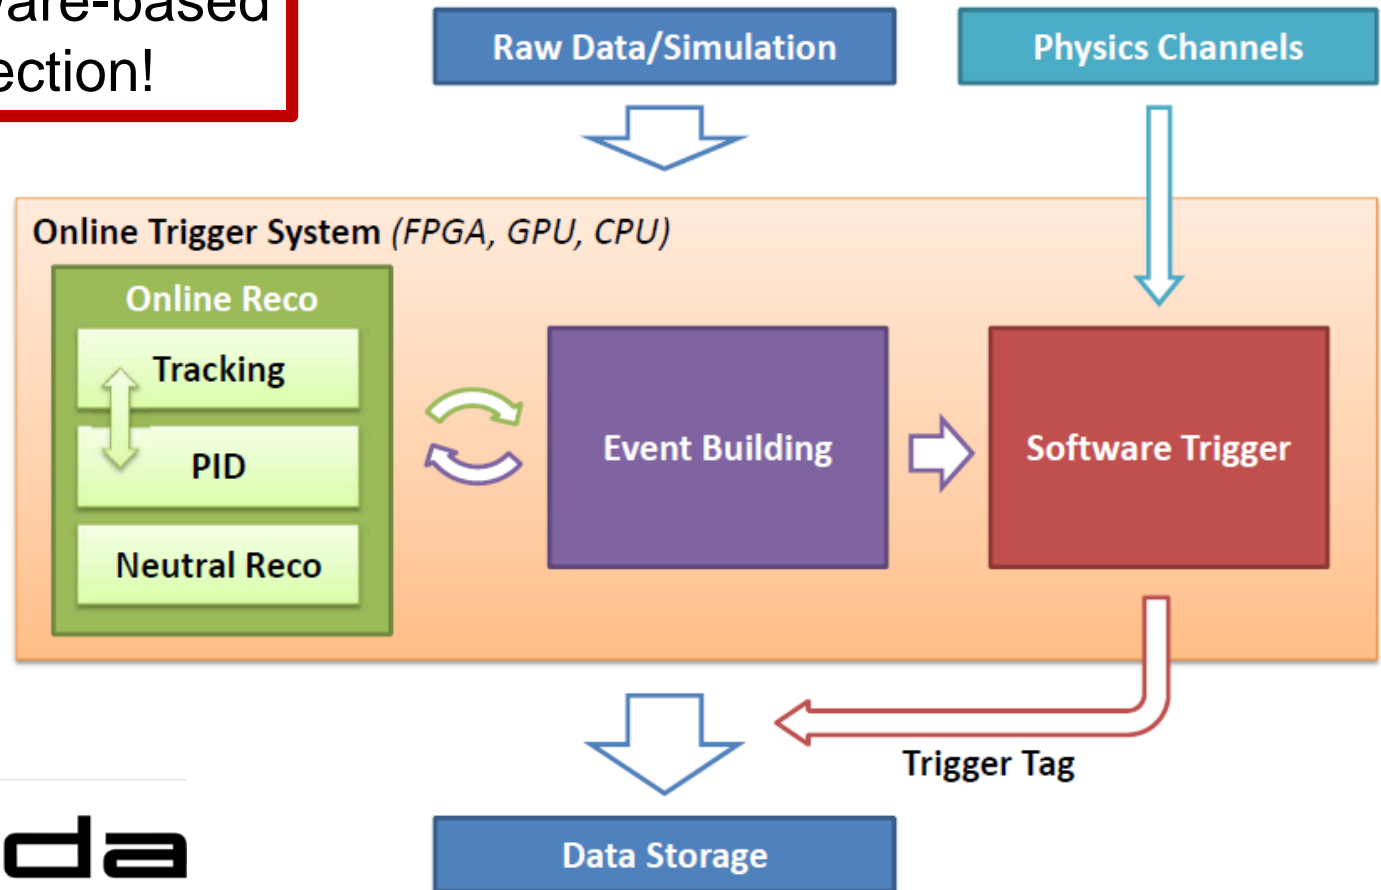 ection!
Raw Data/Simulation
Physics Channels
Online Trigger System (FPGA, GPU, CPU)
Online Reco
Tracking
PID
Neutral Reco
Event Building
Software Trigger
Trigger Tag
Data Storage
da